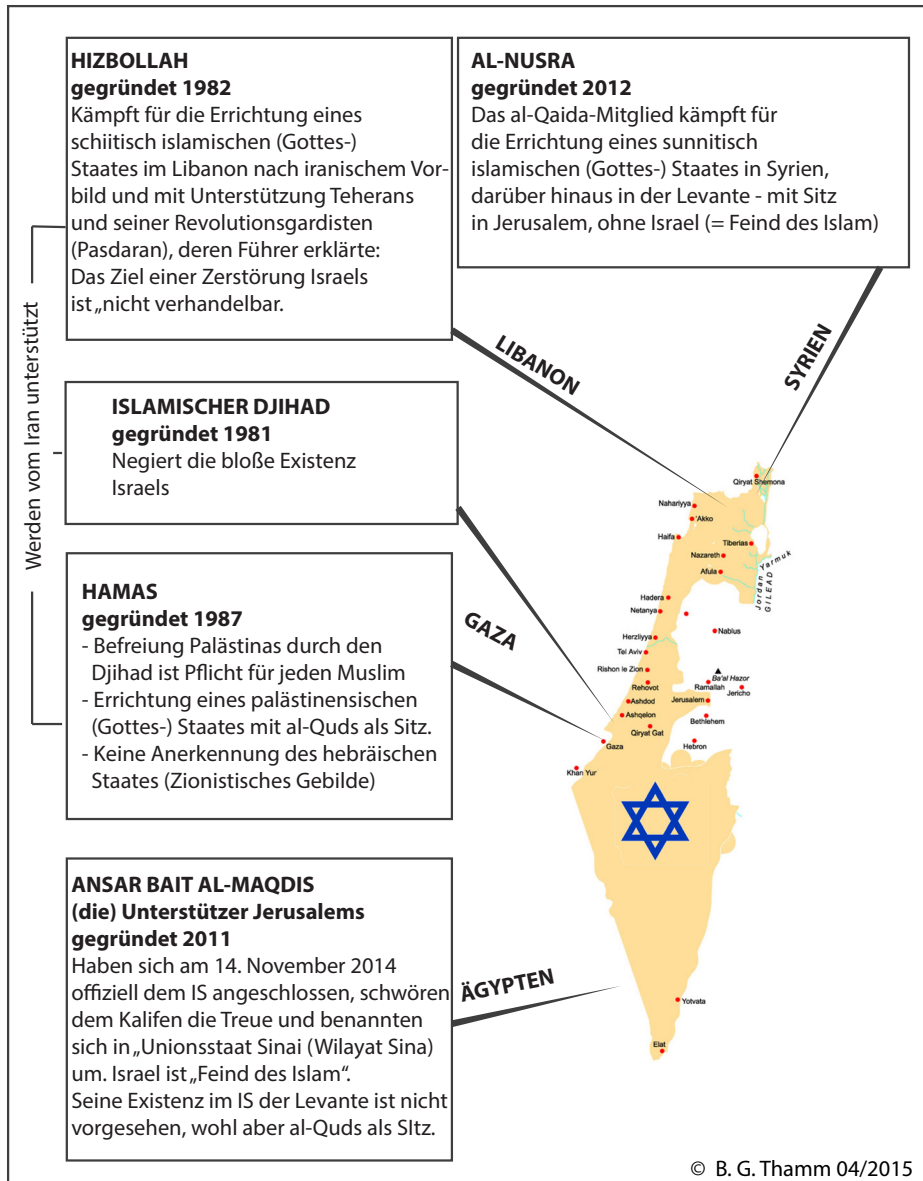 HIZBOLLAH
gegründet 1982
Kämpft für die Errichtung eines
schiitisch islamischen (Gottes-)
Staates im Libanon nach iranischem Vor-
bild und mit Unterstützung Teherans
und seiner Revolutionsgardisten
(Pasdaran), deren Führer erklärte:
Das Ziel einer Zerstörung Israels
ist „nicht verhandelbar.
AL-NUSRA
gegründet 2012
Das al-Qaida-Mitglied kämpft für
die Errichtung eines sunnitisch
islamischen (Gottes-) Staates in Syrien,
darüber hinaus in der Levante - mit Sitz
in Jerusalem, ohne Israel (= Feind des Islam)
Werden vom Iran unterstützt
LIBANON
SYRIEN
ISLAMISCHER DJIHAD
gegründet 1981
Negiert die bloße Existenz
Israels
HAMAS
gegründet 1987
- Befreiung Palästinas durch den
Djihad ist Pflicht für jeden Muslim
- Errichtung eines palästinensischen
(Gottes-) Staates mit al-Quds als Sitz.
- Keine Anerkennung des hebräischen
Staates (Zionistisches Gebilde)
GAZA
ANSAR BAIT AL-MAQDIS
(die) Unterstützer Jerusalems
gegründet 2011
Haben sich am 14. November 2014
offiziell dem IS angeschlossen, schwören
dem Kalifen die Treue und benannten
sich in „Unionsstaat Sinai (Wilayat Sina)
um. Israel ist „Feind des Islam“.
Seine Existenz im IS der Levante ist nicht
vorgesehen, wohl aber al-Quds als SItz.
ÄGYPTEN
Qiryat Shemona
Nahariyya
'Akko
Haifa
Tiberias
Nazareth
Afula
Yarmuk
Jordan
GILEAD
Hadera
Netanya
Nablus
Herzliyya
Tel Aviv
Rishon le Zion
Ba'al Hazor
Rehovot
Ramallah
Jericho
Ashdod
Jerusalem
Ashqelon
Bethlehem
Qiryat Gat
Gaza
Hebron
Khan Yur
Yotvata
Elat
© B. G. Thamm 04/2015